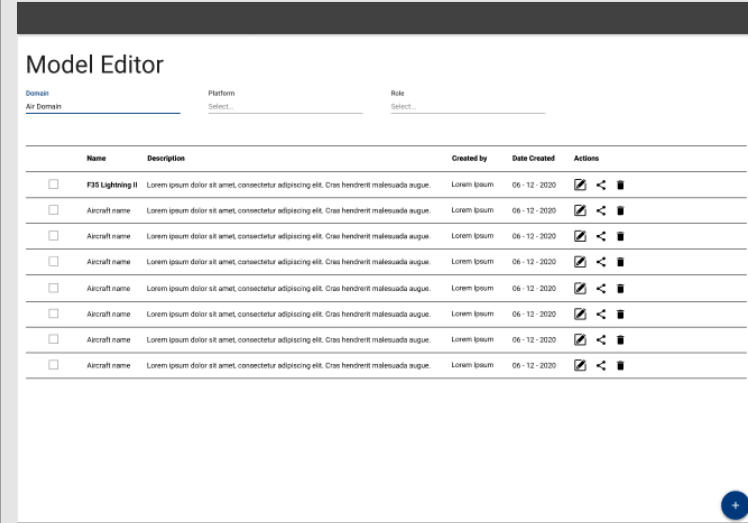 Model Editor
Domain Platform Role
Air Domain Select... Select...
Name Description Created by Date Created Actions
F35 Lightning II Lorem ipsum dolor sit amet, consectetur adipiscing elit. Cras hendrerit malesuada augue. Lorem Ipsum 06 - 12 - 2020
Aircraft name Lorem ipsum dolor sit amet, consectetur adipiscing elit. Cras hendrerit malesuada augue. Lorem Ipsum 06 - 12 - 2020
Aircraft name Lorem ipsum dolor sit amet, consectetur adipiscing elit. Cras hendrerit malesuada augue. Lorem Ipsum 06 - 12 - 2020
Aircraft name Lorem ipsum dolor sit amet, consectetur adipiscing elit. Cras hendrerit malesuada augue. Lorem Ipsum 06 - 12 - 2020
Aircraft name Lorem ipsum dolor sit amet, consectetur adipiscing elit. Cras hendrerit malesuada augue. Lorem Ipsum 06 - 12 - 2020
Aircraft name Lorem ipsum dolor sit amet, consectetur adipiscing elit. Cras hendrerit malesuada augue. Lorem Ipsum 06 - 12 - 2020
Aircraft name Lorem ipsum dolor sit amet, consectetur adipiscing elit. Cras hendrerit malesuada augue. Lorem Ipsum 06 - 12 - 2020
Aircraft name Lorem ipsum dolor sit amet, consectetur adipiscing elit. Cras hendrerit malesuada augue. Lorem Ipsum 06 - 12 - 2020
+